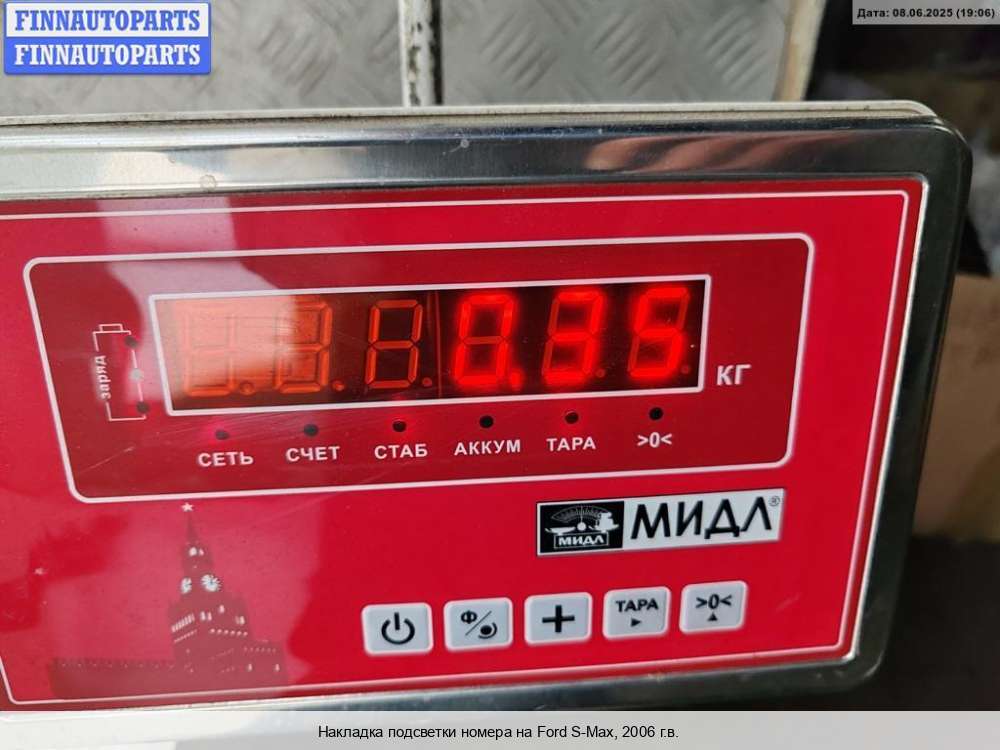 FINNAUTOPARTS
FINNAUTOPARTS
Дата: 08.06.2025 (19:06)
заряд
0.35
КГ
СЕТЬ СЧЕТ СТАБ АККУМ ТАРА >0<
МИДЛ МИДЛ®
Ф/ ТАРА >0<
Накладка подсветки номера на Ford S-Max, 2006 г.в.